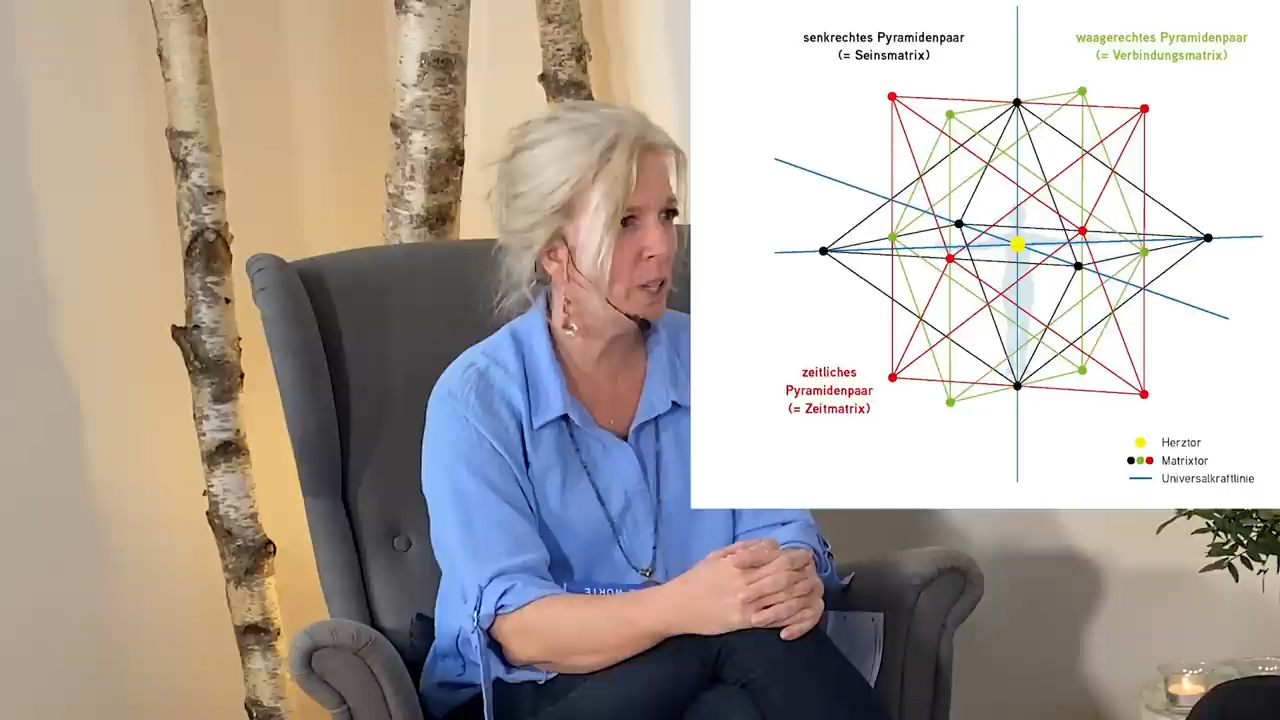 senkrechtes Pyramidenpaar
(= Seinsmatrix)
waagerechtes Pyramidenpaar
(= Verbindungsmatrix)
zeitliches
Pyramidenpaar
(= Zeitmatrix)
Herztor
Matrixtor
Universalkraftlinie